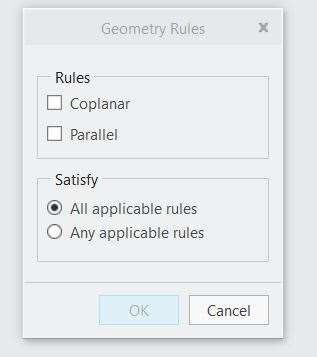 Geometry Rules
Rules
Coplanar
Parallel
Satisfy
All applicable rules
Any applicable rules
OK
Cancel